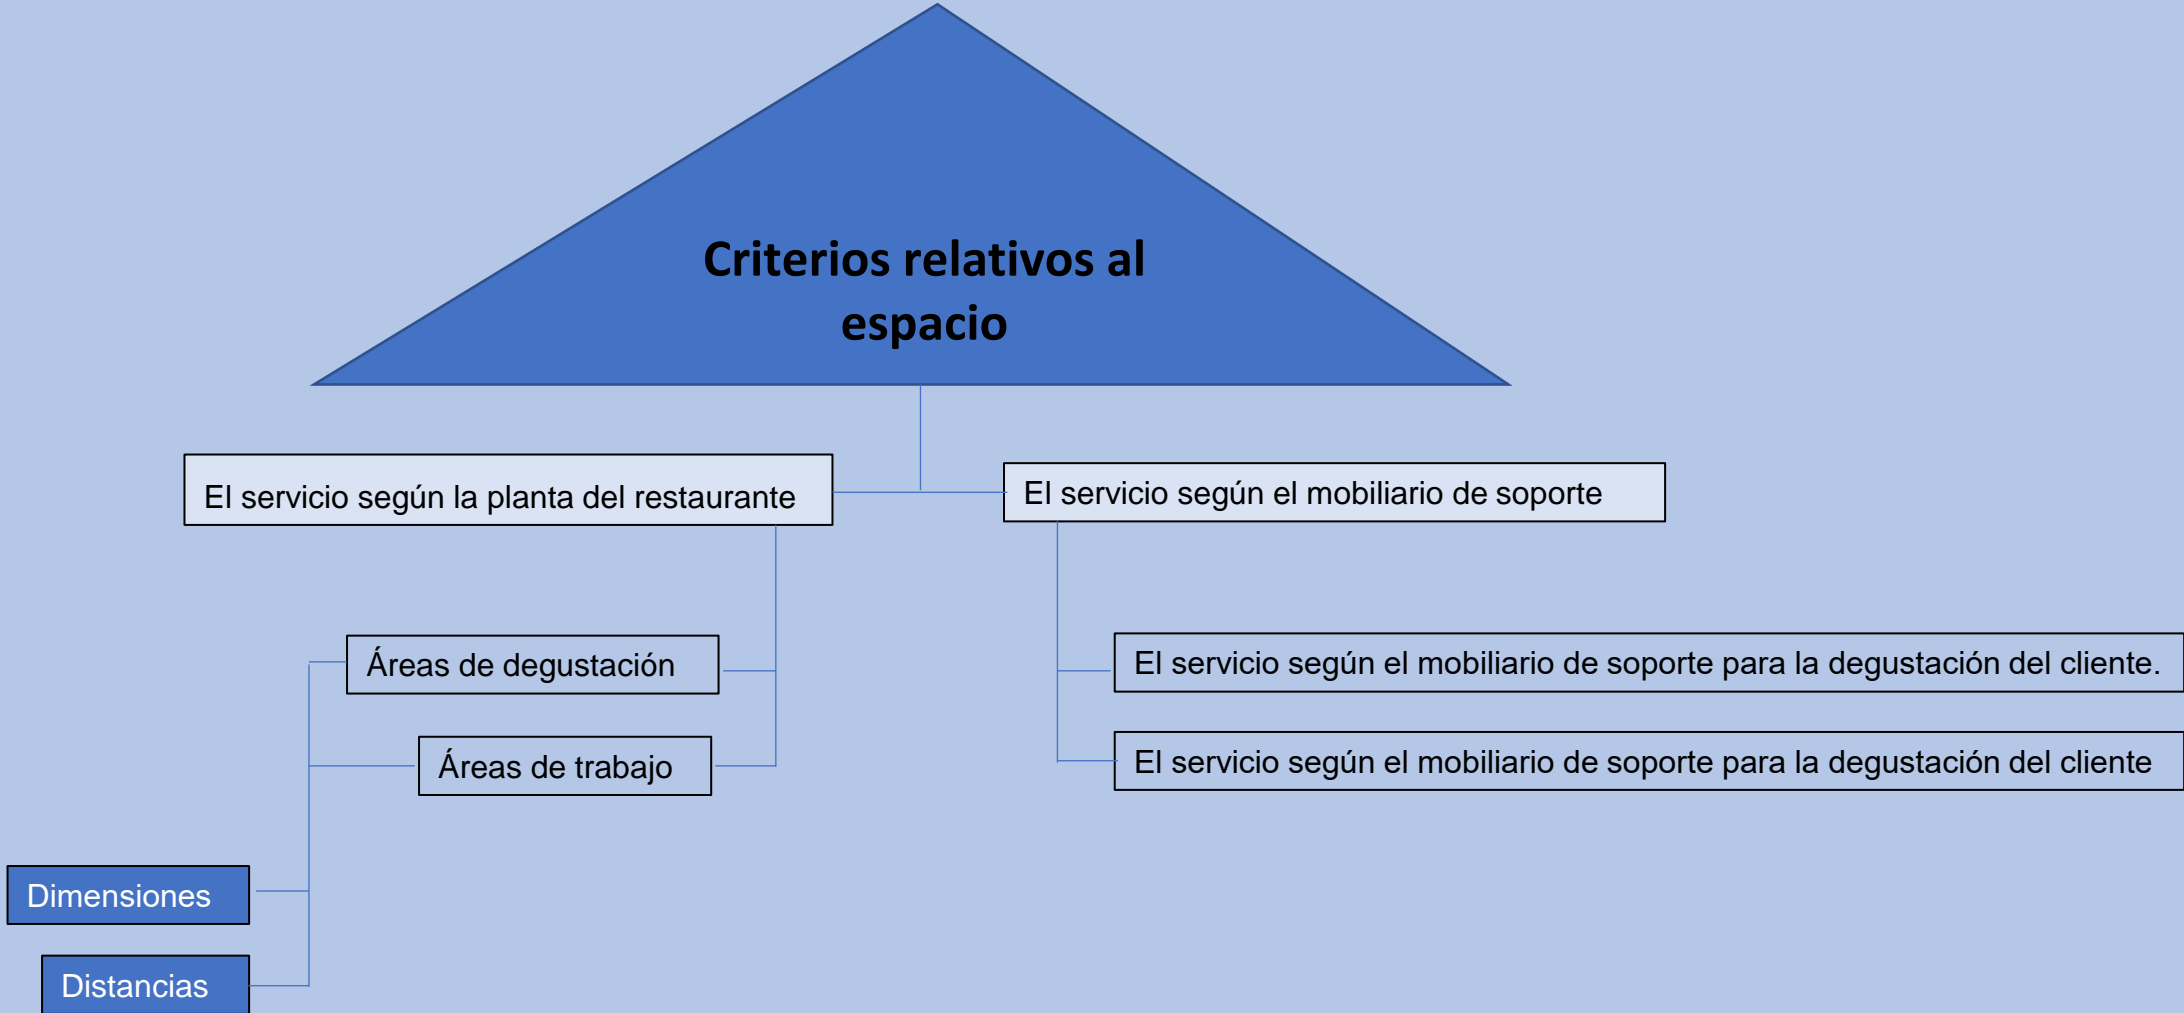 Criterios relativos al
espacio
El servicio según la planta del restaurante
El servicio según el mobiliario de soporte
Áreas de degustación
El servicio según el mobiliario de soporte para la degustación del cliente.
Áreas de trabajo
El servicio según el mobiliario de soporte para la degustación del cliente
Dimensiones
Distancias